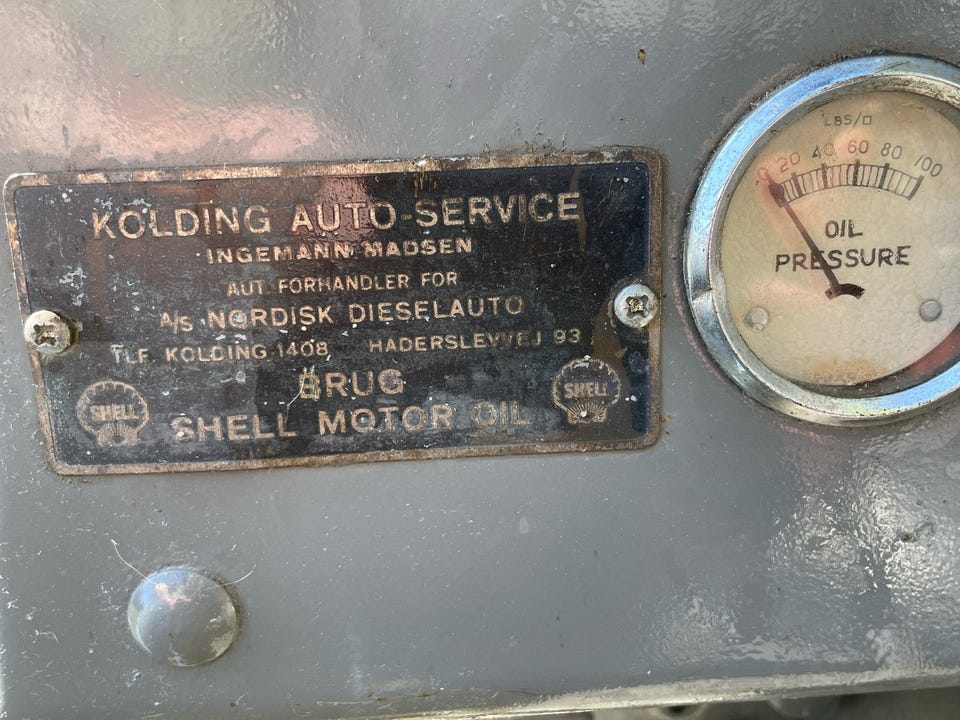 KOLDING AUTO-SERVICE
INGEMANN MADSEN
AUT. FORHANDLER FOR
A/S NORDISK DIESELAUTO
TLF. KOLDING 1408 HADERSLEVVEJ 93
BRUG
SHELL MOTOR OIL
SHELL
SHELL
LBS/□
0 20 40 60 80 100
OIL
PRESSURE